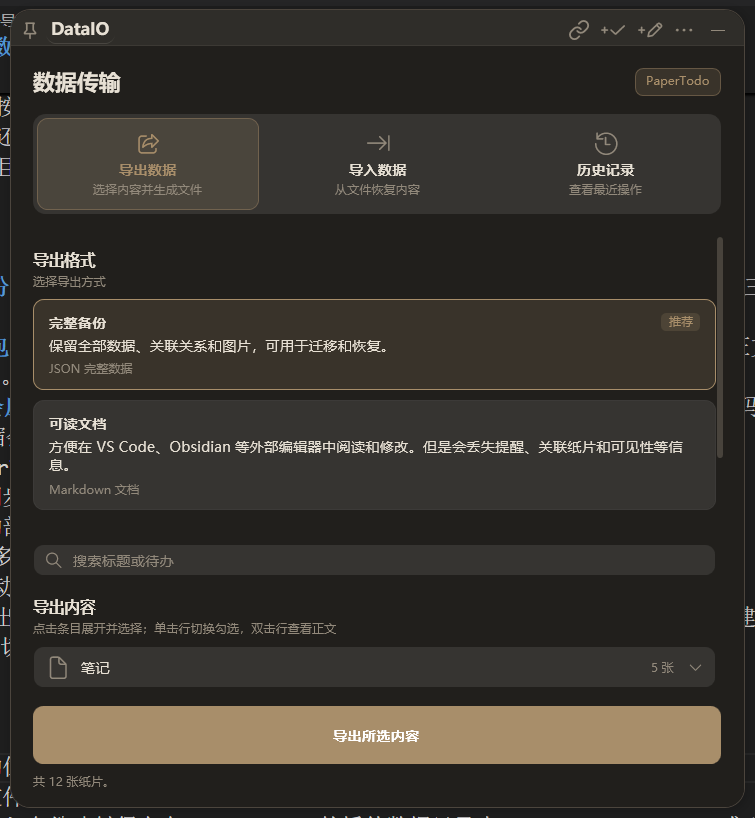 DataIO
数据传输
PaperTodo
导出数据
选择内容并生成文件
导入数据
从文件恢复内容
历史记录
查看最近操作
导出格式
选择导出方式
完整备份
推荐
保留全部数据、关联关系和图片，可用于迁移和恢复。
JSON 完整数据
可读文档
方便在 VS Code、Obsidian 等外部编辑器中阅读和修改。但是会丢失提醒、关联纸片和可见性等信
息。
Markdown 文档
搜索标题或待办
导出内容
点击条目展开并选择；单击行切换勾选，双击行查看正文
笔记
5 张
导出所选内容
共 12 张纸片。